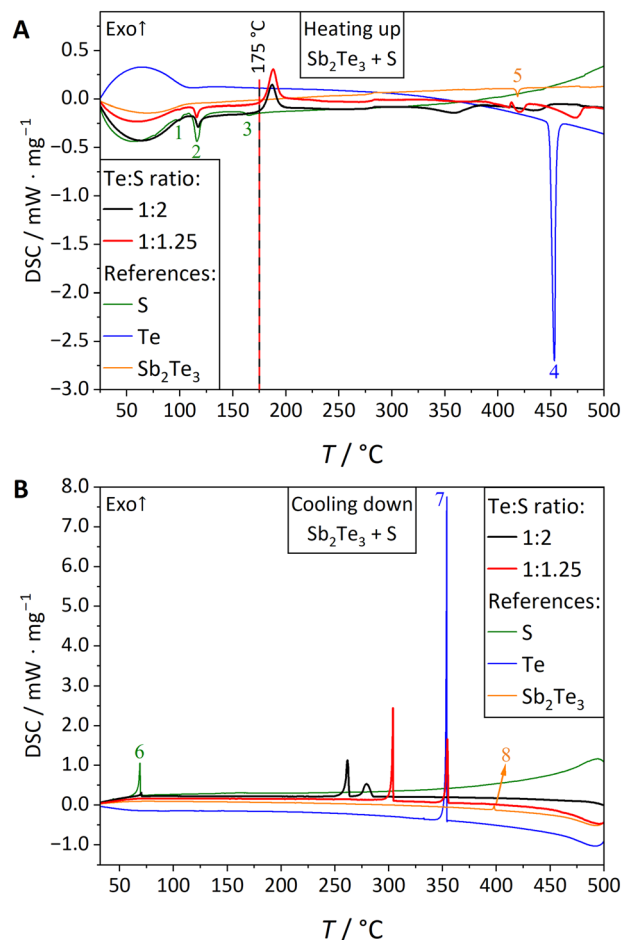 A
Exo↑
175 °C
Heating up
Sb₂Te₃ + S
0.5
0.0
−0.5
−1.0
−1.5
−2.0
−2.5
−3.0
DSC / mW · mg⁻¹
1
2
3
4
5
Te:S ratio:
1:2
1:1.25
References:
S
Te
Sb₂Te₃
50 100 150 200 250 300 350 400 450 500
T / °C
B
Exo↑
Cooling down
Sb₂Te₃ + S
8.0
7.0
6.0
5.0
4.0
3.0
2.0
1.0
0.0
−1.0
DSC / mW · mg⁻¹
6
7
8
Te:S ratio:
1:2
1:1.25
References:
S
Te
Sb₂Te₃
50 100 150 200 250 300 350 400 450 500
T / °C